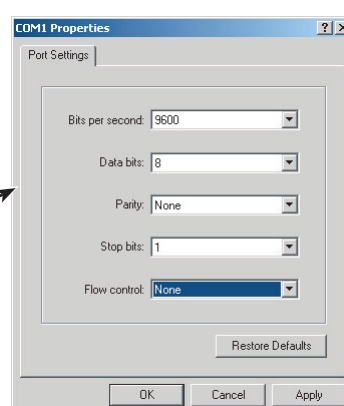 COM1 Properties
Port Settings
Bits per second: 9600
Data bits: 8
Parity: None
Stop bits: 1
Flow control: None
Restore Defaults
OK Cancel Apply